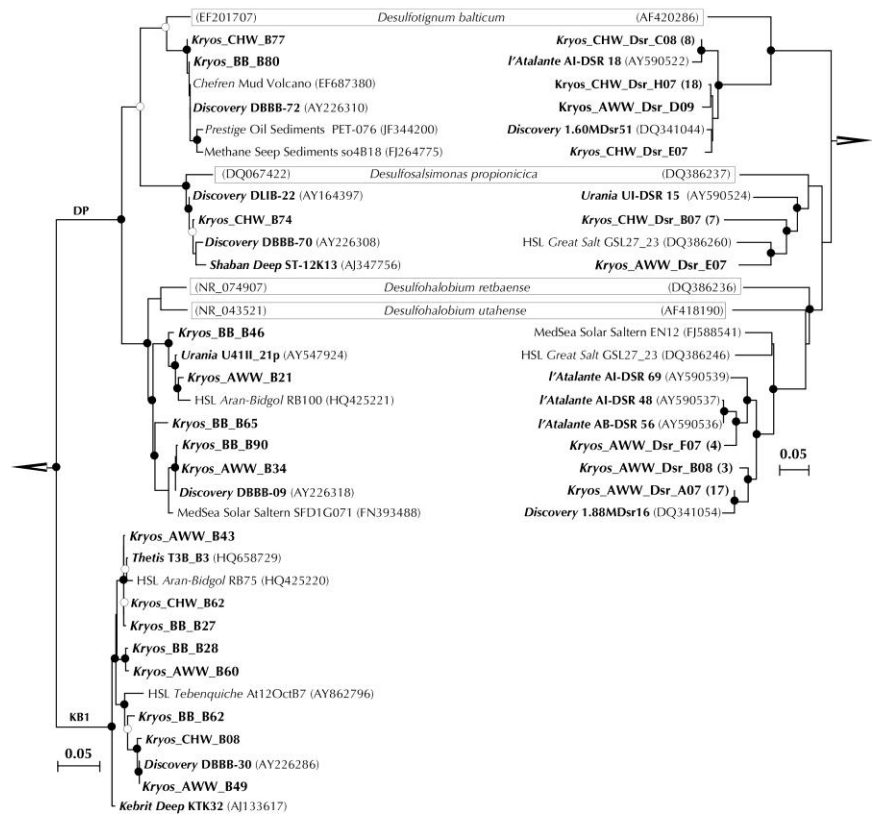 (EF201707) Desulfotignum balticum (AF420286)
Kryos_CHW_B77 Kryos_CHW_Dsr_C08 (8)
Kryos_BB_B80 l'Atalante AI-DSR 18 (AY590522)
Chefren Mud Volcano (EF687380) Kryos_CHW_Dsr_H07 (18)
Discovery DBBB-72 (AY226310) Kryos_AWW_Dsr_D09
Prestige Oil Sediments PET-076 (JF344200) Discovery 1.60MDsr51 (DQ341044)
Methane Seep Sediments so4B18 (FJ264775) Kryos_CHW_Dsr_E07
(DQ067422) Desulfosalsimonas propionicica (DQ386237)
Discovery DLIB-22 (AY164397) Urania UI-DSR 15 (AY590524)
DP
Kryos_CHW_B74 Kryos_CHW_Dsr_B07 (7)
Discovery DBBB-70 (AY226308) HSL Great Salt GSL27_23 (DQ386260)
Shaban Deep ST-12K13 (AJ347756) Kryos_AWW_Dsr_E07
(NR_074907) Desulfohalobium retbaense (DQ386236)
(NR_043521) Desulfohalobium utahense (AF418190)
Kryos_BB_B46 MedSea Solar Saltern EN12 (FJ588541)
Urania U41II_21p (AY547924) HSL Great Salt GSL27_23 (DQ386246)
Kryos_AWW_B21 l'Atalante AI-DSR 69 (AY590539)
HSL Aran-Bidgol RB100 (HQ425221) l'Atalante AI-DSR 48 (AY590537)
Kryos_BB_B65 l'Atalante AB-DSR 56 (AY590536)
Kryos_BB_B90 Kryos_AWW_Dsr_F07 (4)
0.05
Kryos_AWW_B34 Kryos_AWW_Dsr_B08 (3)
Discovery DBBB-09 (AY226318) Kryos_AWW_Dsr_A07 (17)
MedSea Solar Saltern SFD1G071 (FN393488) Discovery 1.88MDsr16 (DQ341054)
Kryos_AWW_B43
Thetis T3B_B3 (HQ658729)
HSL Aran-Bidgol RB75 (HQ425220)
Kryos_CHW_B62
Kryos_BB_B27
Kryos_BB_B28
Kryos_AWW_B60
HSL Tebenquiche At12OctB7 (AY862796)
KB1
Kryos_BB_B62
Kryos_CHW_B08
0.05
Discovery DBBB-30 (AY226286)
Kryos_AWW_B49
Kebrit Deep KTK32 (AJ133617)